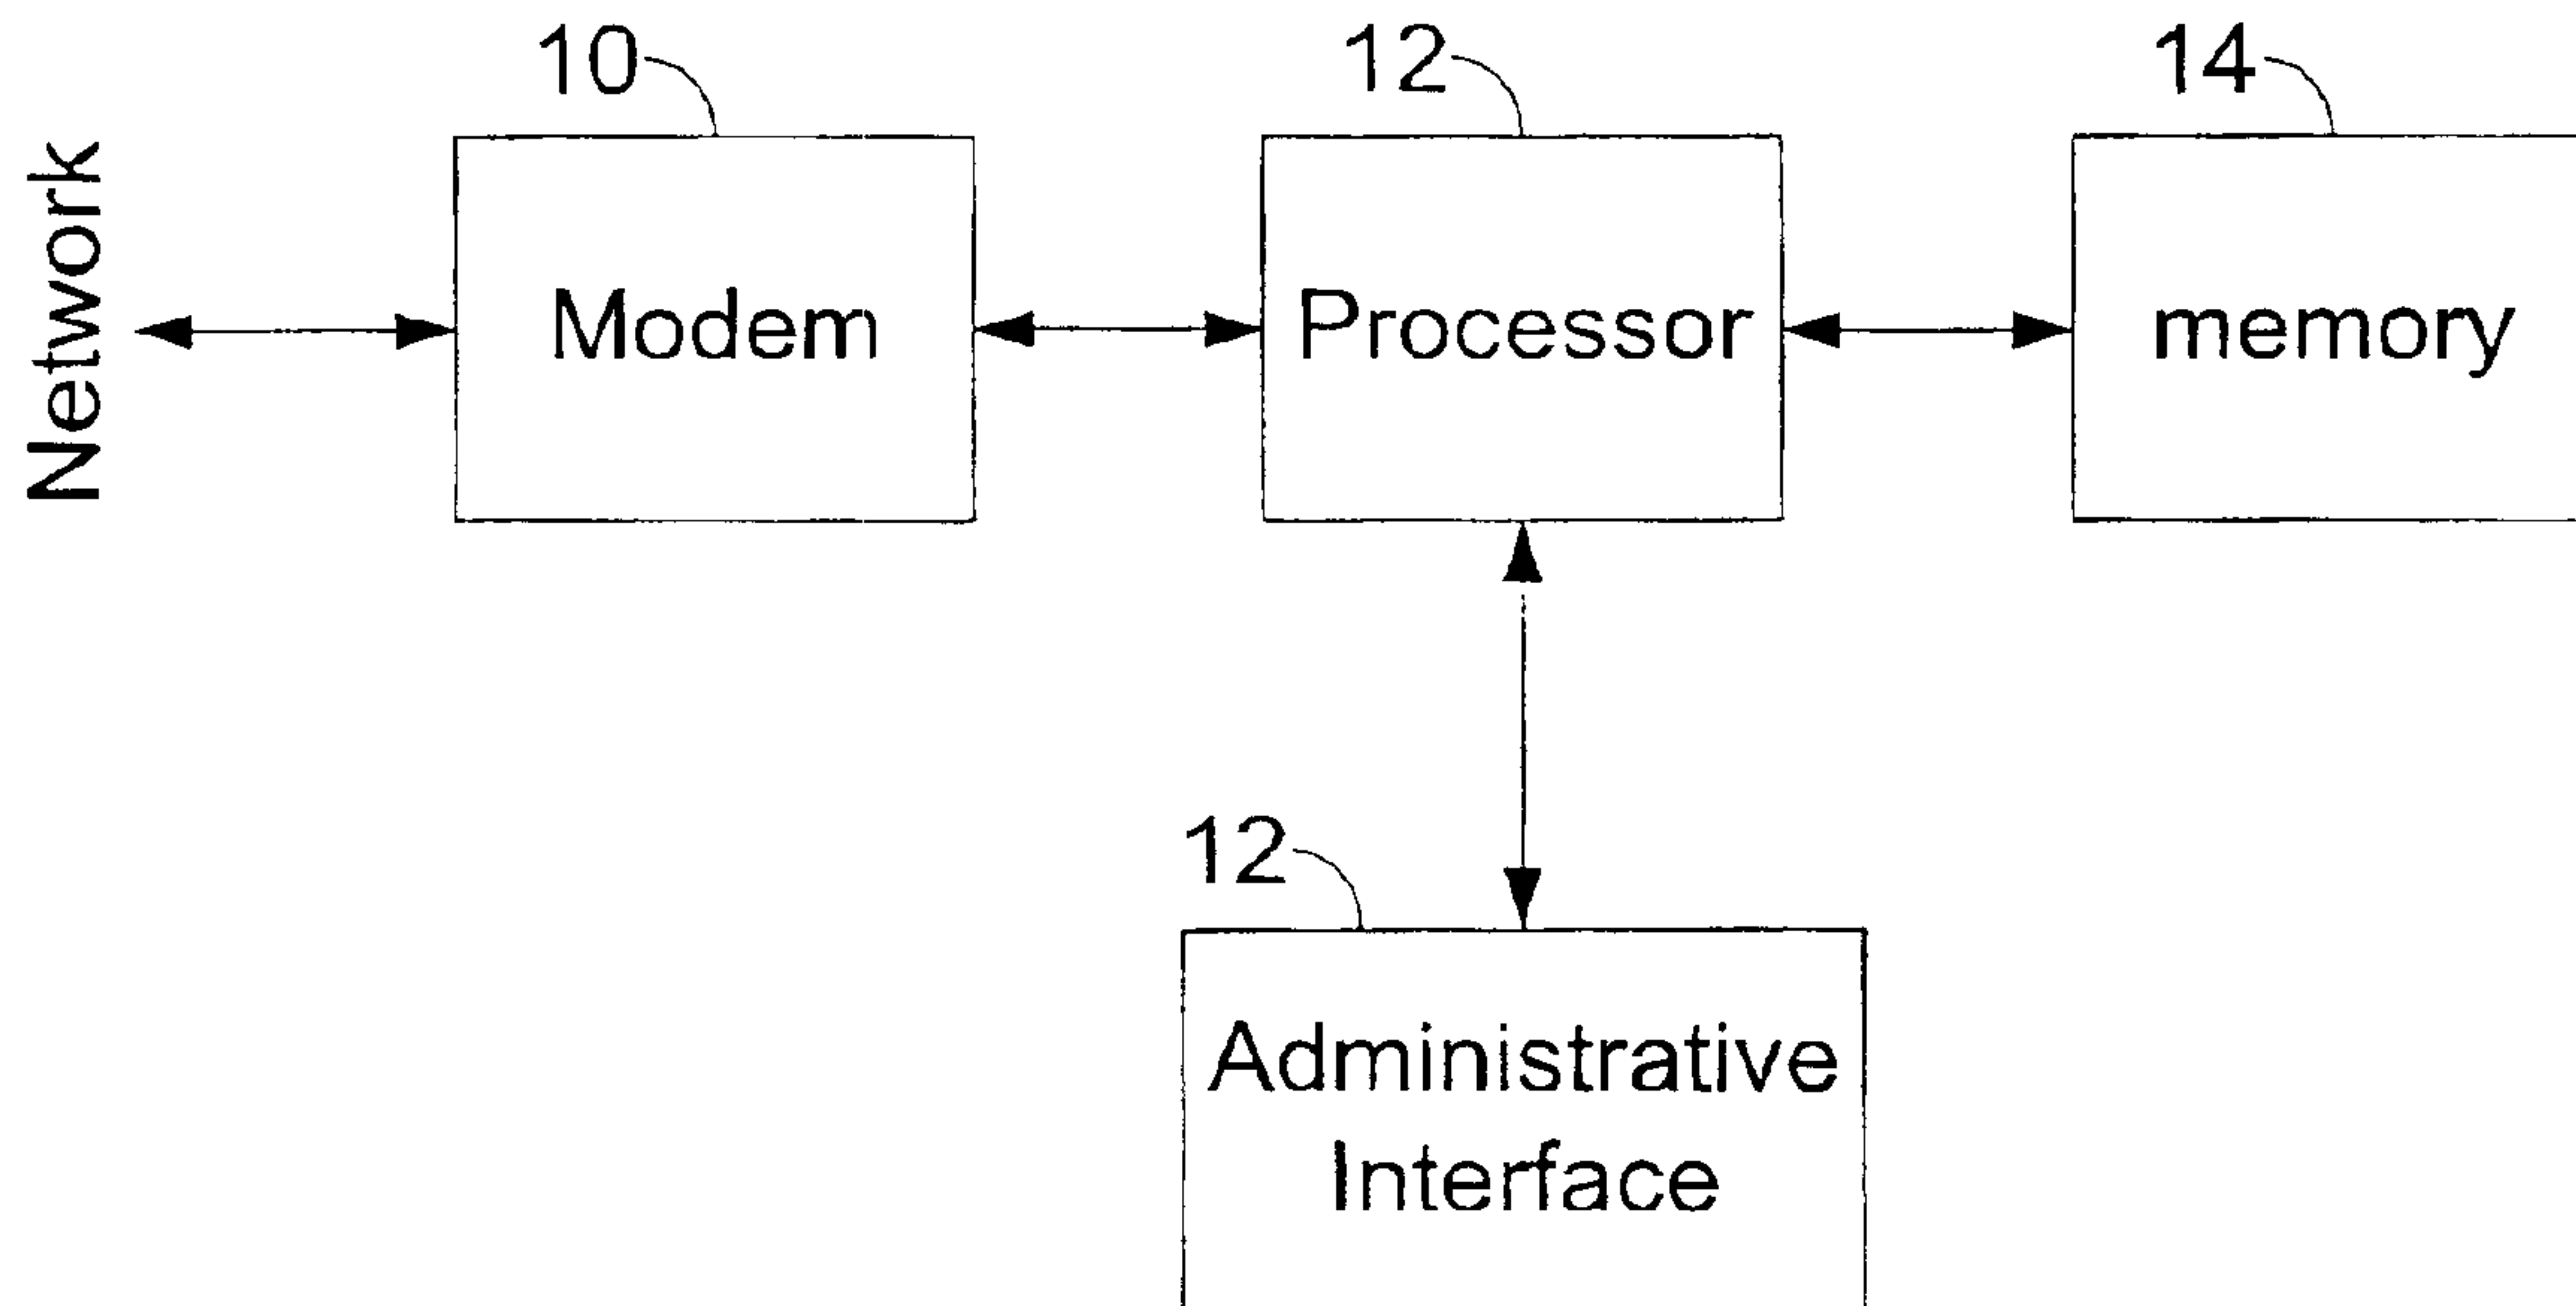 10
12
14
Network
Modem
Processor
memory
12
Administrative
Interface